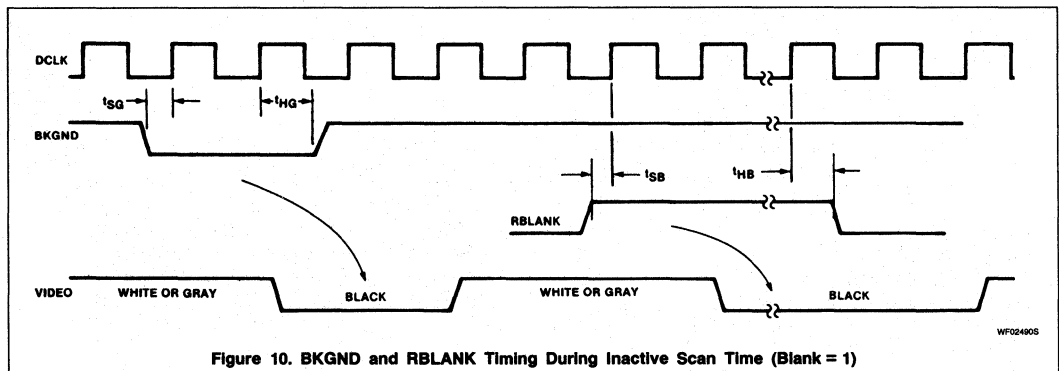 DCLK
tSG
tHG
BKGND
tSB
tHB
RBLANK
VIDEO
WHITE OR GRAY
BLACK
WHITE OR GRAY
BLACK
WF02490S
Figure 10. BKGND and RBLANK Timing During Inactive Scan Time (Blank = 1)